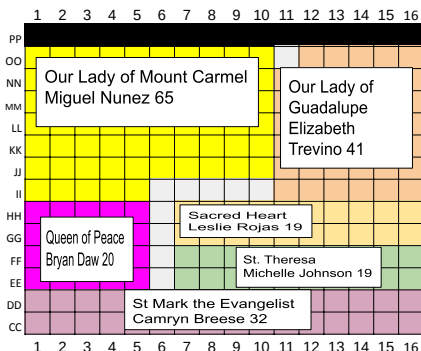 1 2 3 4 5 6 7 8 9 10 11 12 13 14 15 16
PP
OO
NN
MM
LL
KK
JJ
II
HH
GG
FF
EE
DD
CC
Our Lady of Mount Carmel
Miguel Nunez 65
Our Lady of
Guadalupe
Elizabeth
Trevino 41
Sacred Heart
Leslie Rojas 19
Queen of Peace
Bryan Daw 20
St. Theresa
Michelle Johnson 19
St Mark the Evangelist
Camryn Breese 32
1 2 3 4 5 6 7 8 9 10 11 12 13 14 15 16